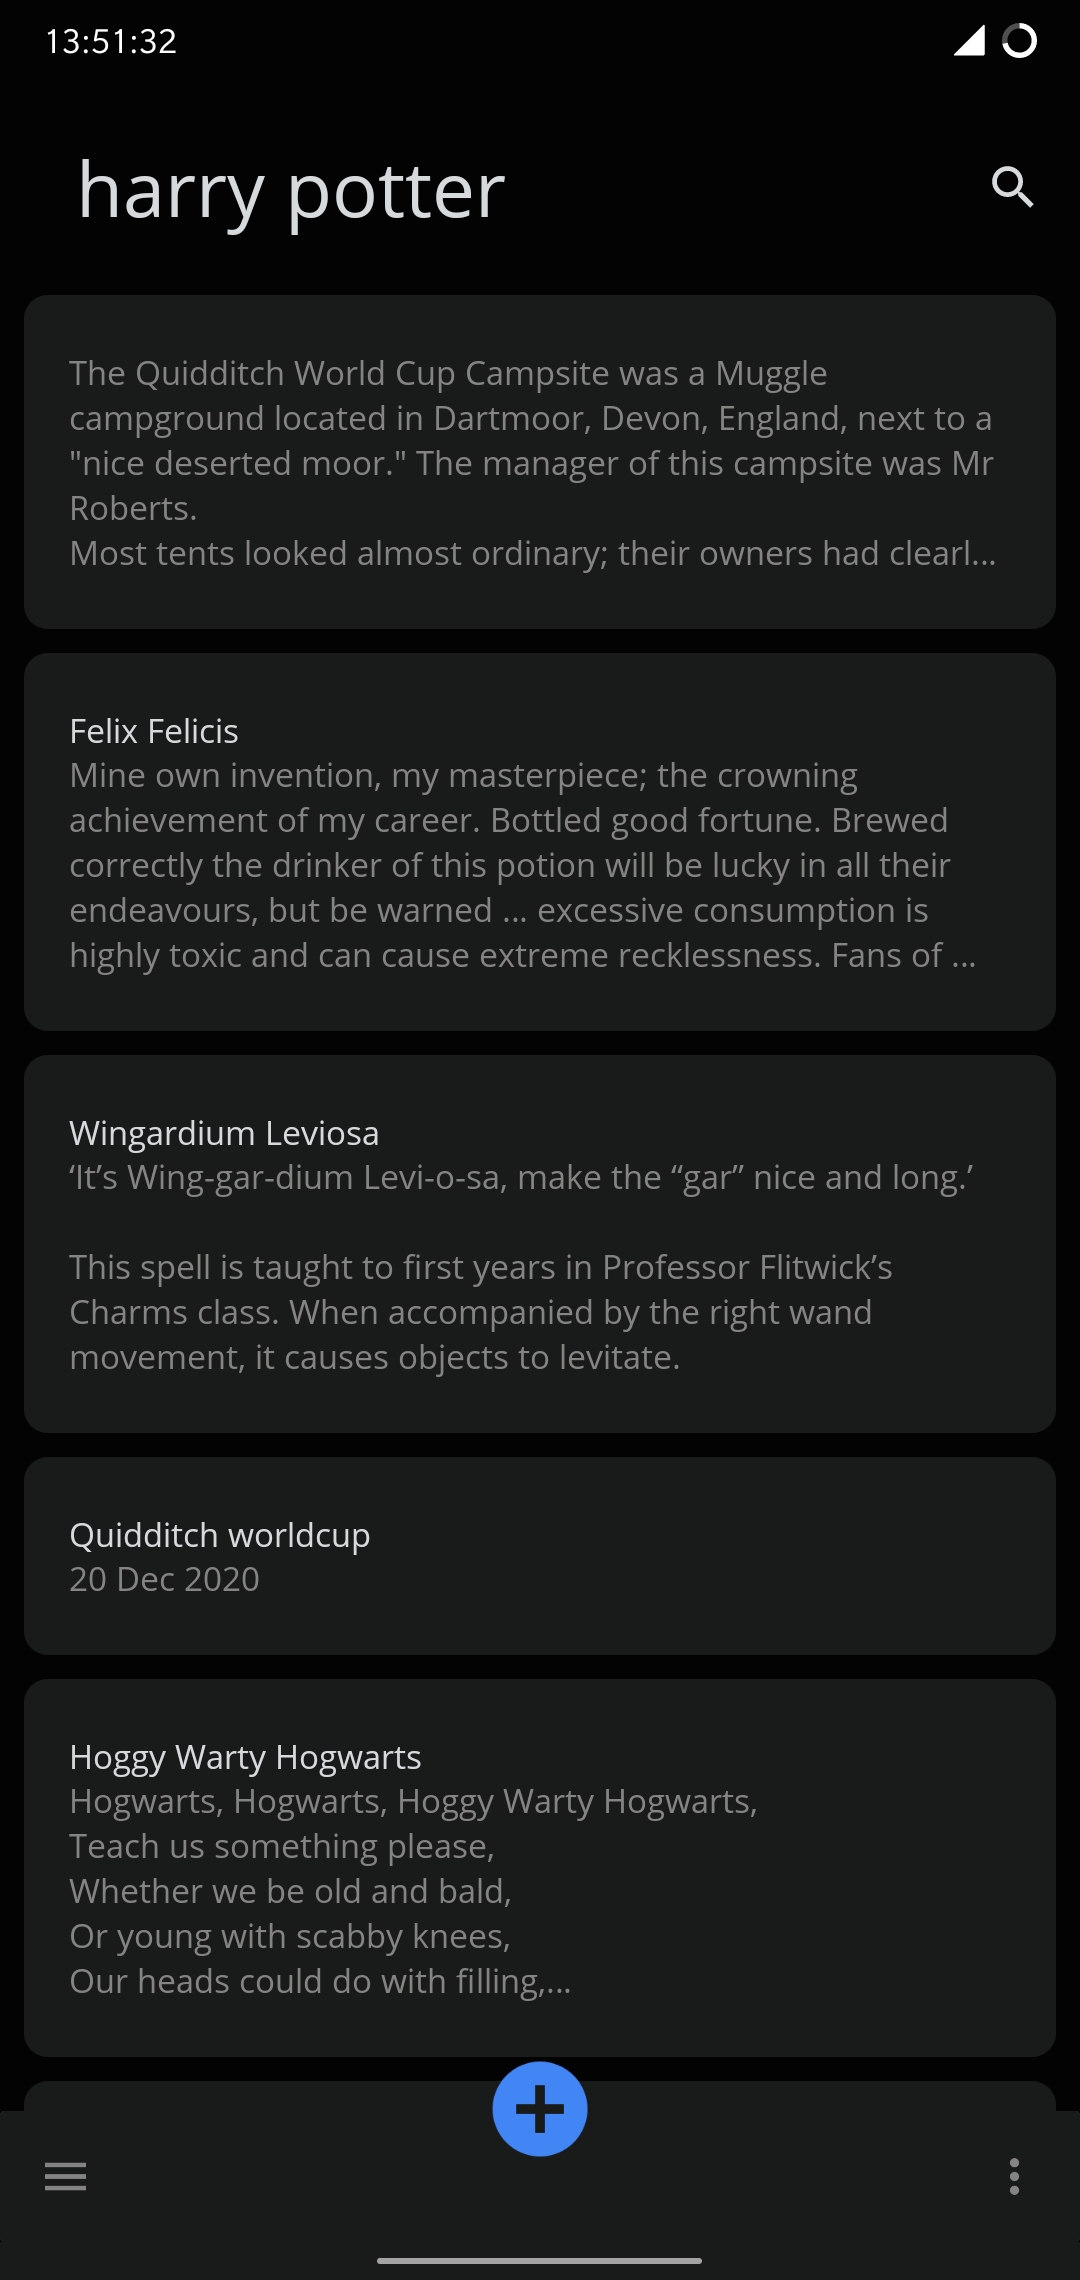 13:51:32
harry potter
The Quidditch World Cup Campsite was a Muggle
campground located in Dartmoor, Devon, England, next to a
"nice deserted moor." The manager of this campsite was Mr
Roberts.
Most tents looked almost ordinary; their owners had clearl...
Felix Felicis
Mine own invention, my masterpiece; the crowning
achievement of my career. Bottled good fortune. Brewed
correctly the drinker of this potion will be lucky in all their
endeavours, but be warned ... excessive consumption is
highly toxic and can cause extreme recklessness. Fans of ...
Wingardium Leviosa
‘It’s Wing-gar-dium Levi-o-sa, make the “gar” nice and long.’
This spell is taught to first years in Professor Flitwick’s
Charms class. When accompanied by the right wand
movement, it causes objects to levitate.
Quidditch worldcup
20 Dec 2020
Hoggy Warty Hogwarts
Hogwarts, Hogwarts, Hoggy Warty Hogwarts,
Teach us something please,
Whether we be old and bald,
Or young with scabby knees,
Our heads could do with filling,...